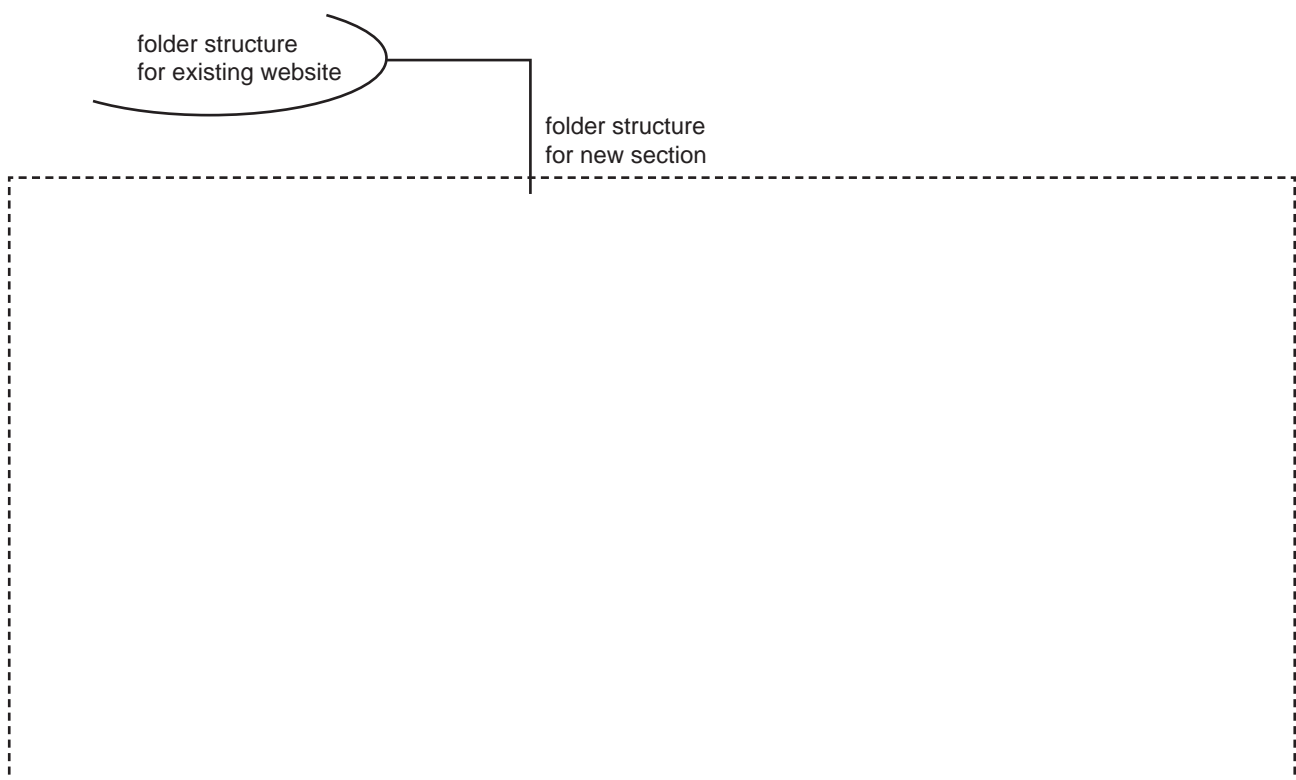 folder structure
for existing website
folder structure
for new section